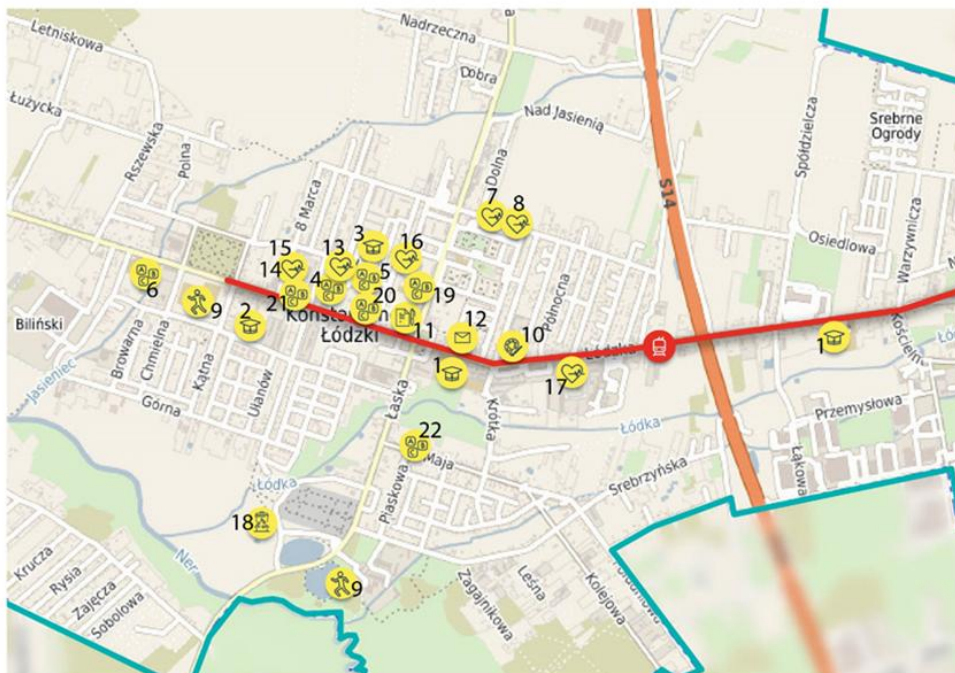 Letniskowa
Nadrzeczna
Dobra
Łużycka
Rszewska
Polna
Nad Jasienią
Spółdzielcza
Srebrne
Ogrody
8 Marca
Dolna
S14
Osiedlowa
Warzywnicza
7
8
3
16
15
13
14
4
5
6
19
21
20
9
2
Biliński
Łódzki
11
12
10
Północna
Łódzka
1
1
17
Browarna
Chmielna
Kątna
Ulanów
Jasieniec
Górna
Łaska
Krótka
Łódka
Przemysłowa
22
Maja
Srebrzyńska
Łąkowa
Łódka
Piaskowa
18
Ner
9
Krucza
Rysia
Zajęcza
Sobolowa
Zagajnikowa
Leśna
Kolejowa